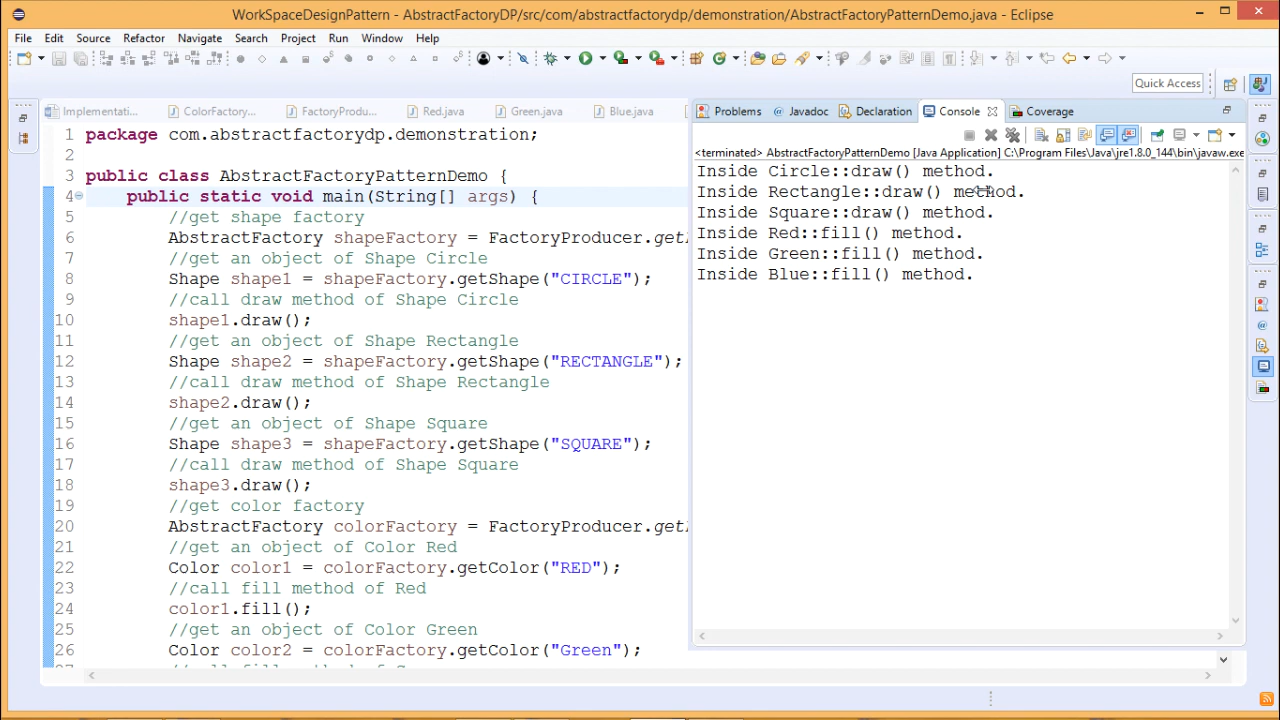 WorkSpaceDesignPattern - AbstractFactoryDP/src/com/abstractfactorydp/demonstration/AbstractFactoryPatternDemo.java - Eclipse
File Edit Source Refactor Navigate Search Project Run Window Help
Quick Access
Implementati... ColorFactory... FactoryProdu... Red.java Green.java Blue.java
Problems @ Javadoc Declaration Console Coverage
<terminated> AbstractFactoryPatternDemo [Java Application] C:\Program Files\Java\jre1.8.0_144\bin\javaw.exe
1 package com.abstractfactorydp.demonstration;
2
3 public class AbstractFactoryPatternDemo {
4 public static void main(String[] args) {
5 //get shape factory
6 AbstractFactory shapeFactory = FactoryProducer.get
7 //get an object of Shape Circle
8 Shape shape1 = shapeFactory.getShape("CIRCLE");
9 //call draw method of Shape Circle
10 shape1.draw();
11 //get an object of Shape Rectangle
12 Shape shape2 = shapeFactory.getShape("RECTANGLE");
13 //call draw method of Shape Rectangle
14 shape2.draw();
15 //get an object of Shape Square
16 Shape shape3 = shapeFactory.getShape("SQUARE");
17 //call draw method of Shape Square
18 shape3.draw();
19 //get color factory
20 AbstractFactory colorFactory = FactoryProducer.get
21 //get an object of Color Red
22 Color color1 = colorFactory.getColor("RED");
23 //call fill method of Red
24 color1.fill();
25 //get an object of Color Green
26 Color color2 = colorFactory.getColor("Green");
Inside Circle::draw() method.
Inside Rectangle::draw() method.
Inside Square::draw() method.
Inside Red::fill() method.
Inside Green::fill() method.
Inside Blue::fill() method.